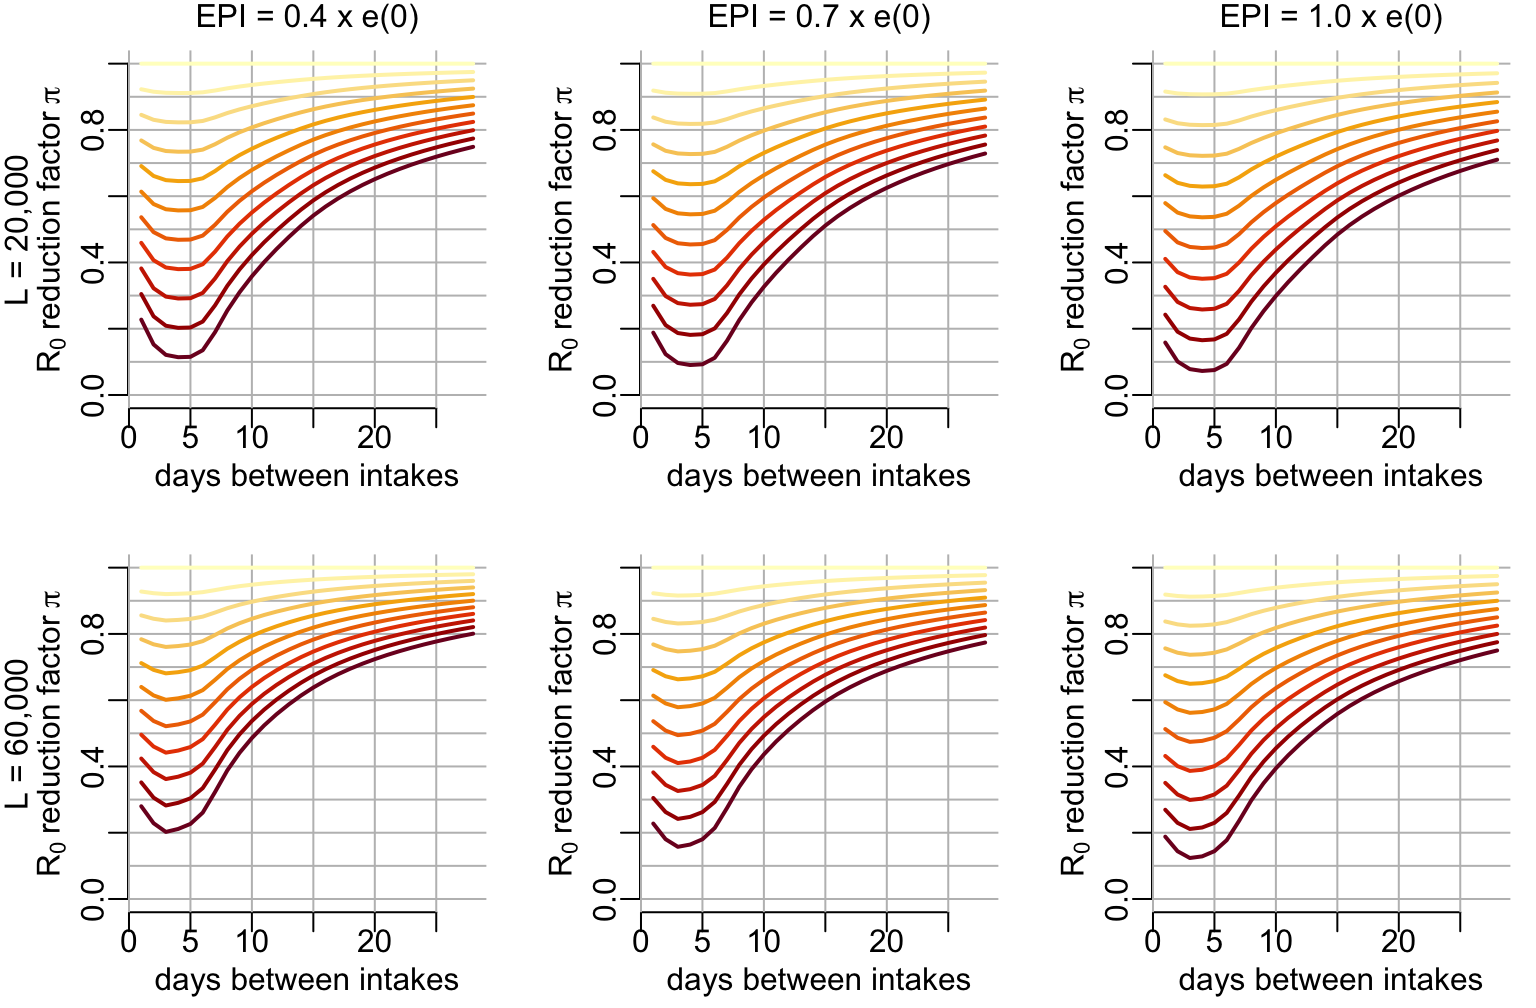 EPI = 0.4 x e(0)
EPI = 0.7 x e(0)
EPI = 1.0 x e(0)
L = 20,000
R₀ reduction factor π
0.0 0.4 0.8
0 5 10 20
days between intakes
R₀ reduction factor π
0.0 0.4 0.8
0 5 10 20
days between intakes
R₀ reduction factor π
0.0 0.4 0.8
0 5 10 20
days between intakes
L = 60,000
R₀ reduction factor π
0.0 0.4 0.8
0 5 10 20
days between intakes
R₀ reduction factor π
0.0 0.4 0.8
0 5 10 20
days between intakes
R₀ reduction factor π
0.0 0.4 0.8
0 5 10 20
days between intakes